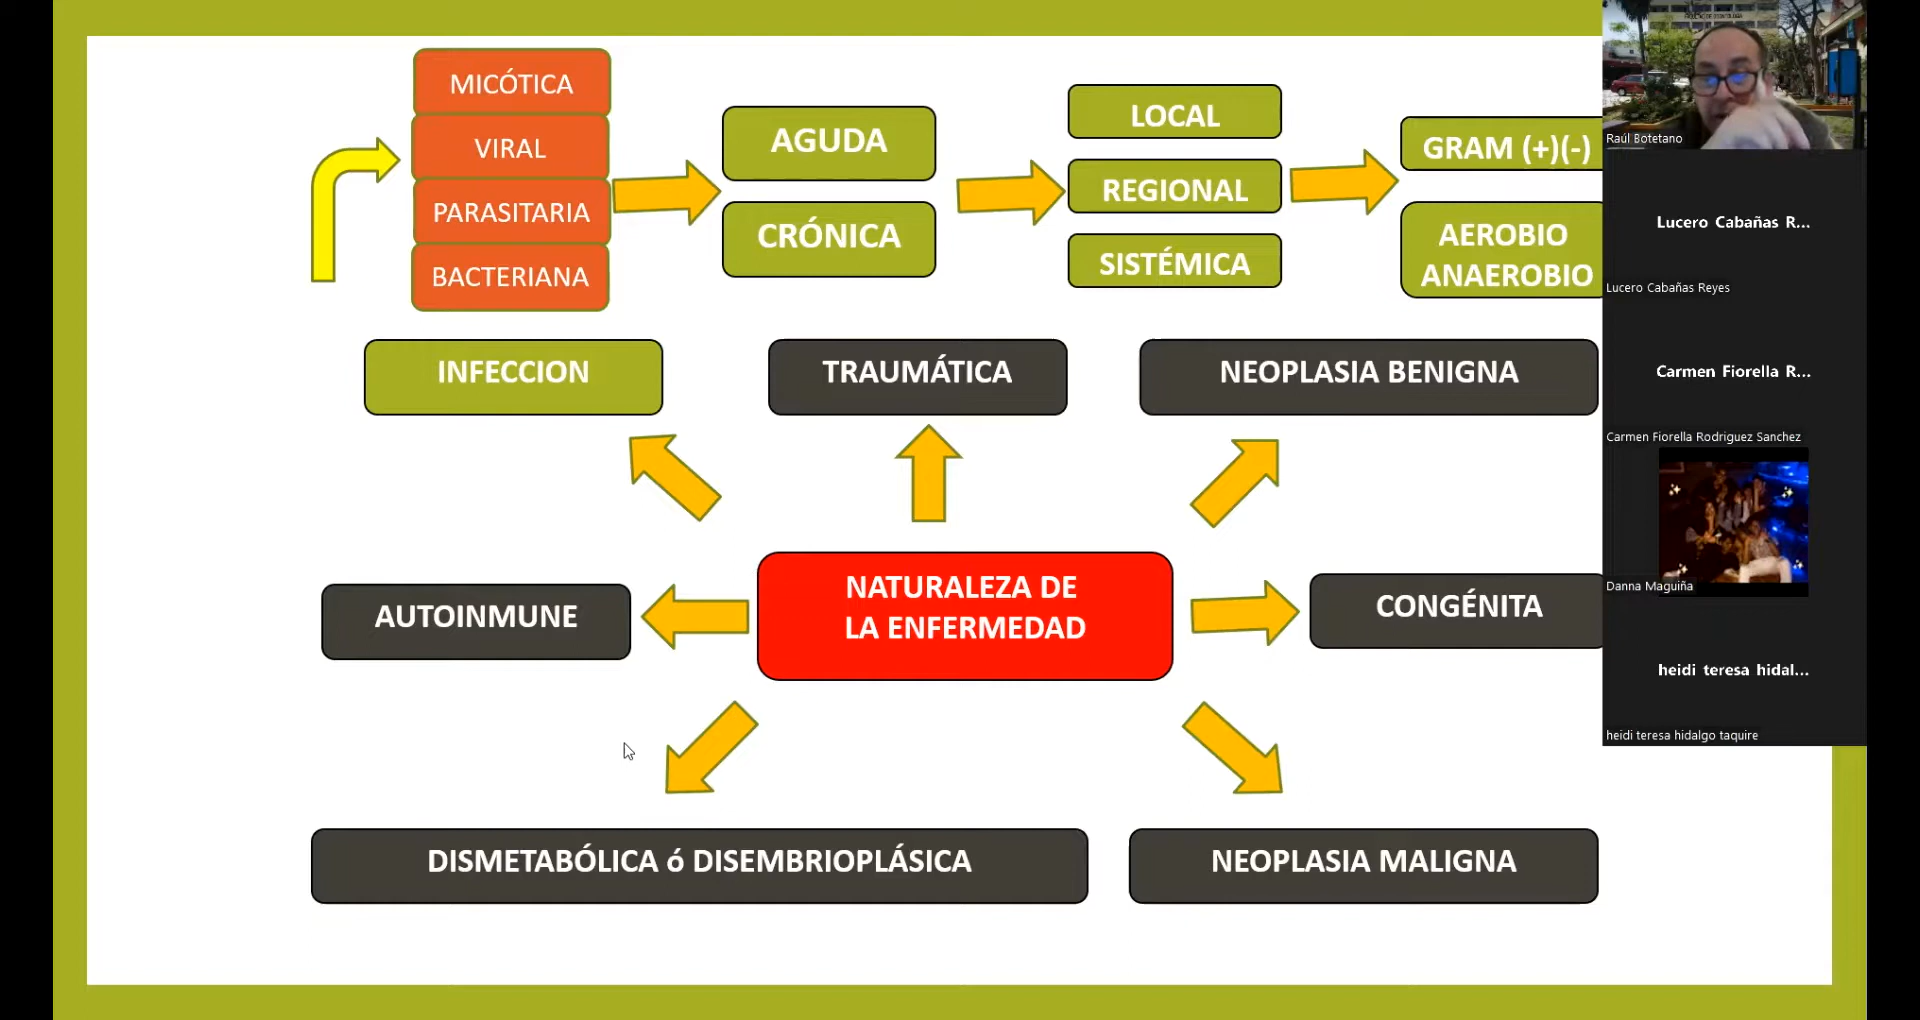 MICÓTICA
VIRAL
PARASITARIA
BACTERIANA
AGUDA
CRÓNICA
LOCAL
REGIONAL
SISTÉMICA
GRAM (+)(-)
AEROBIO
ANAEROBIO
INFECCION
TRAUMÁTICA
NEOPLASIA BENIGNA
AUTOINMUNE
NATURALEZA DE
LA ENFERMEDAD
CONGÉNITA
DISMETABÓLICA ó DISEMBRIOPLÁSICA
NEOPLASIA MALIGNA
Raúl Botetano
Lucero Cabañas R...
Lucero Cabañas Reyes
Carmen Fiorella R...
Carmen Fiorella Rodriguez Sanchez
Danna Maguiña
heidi teresa hidal...
heidi teresa hidalgo taquire